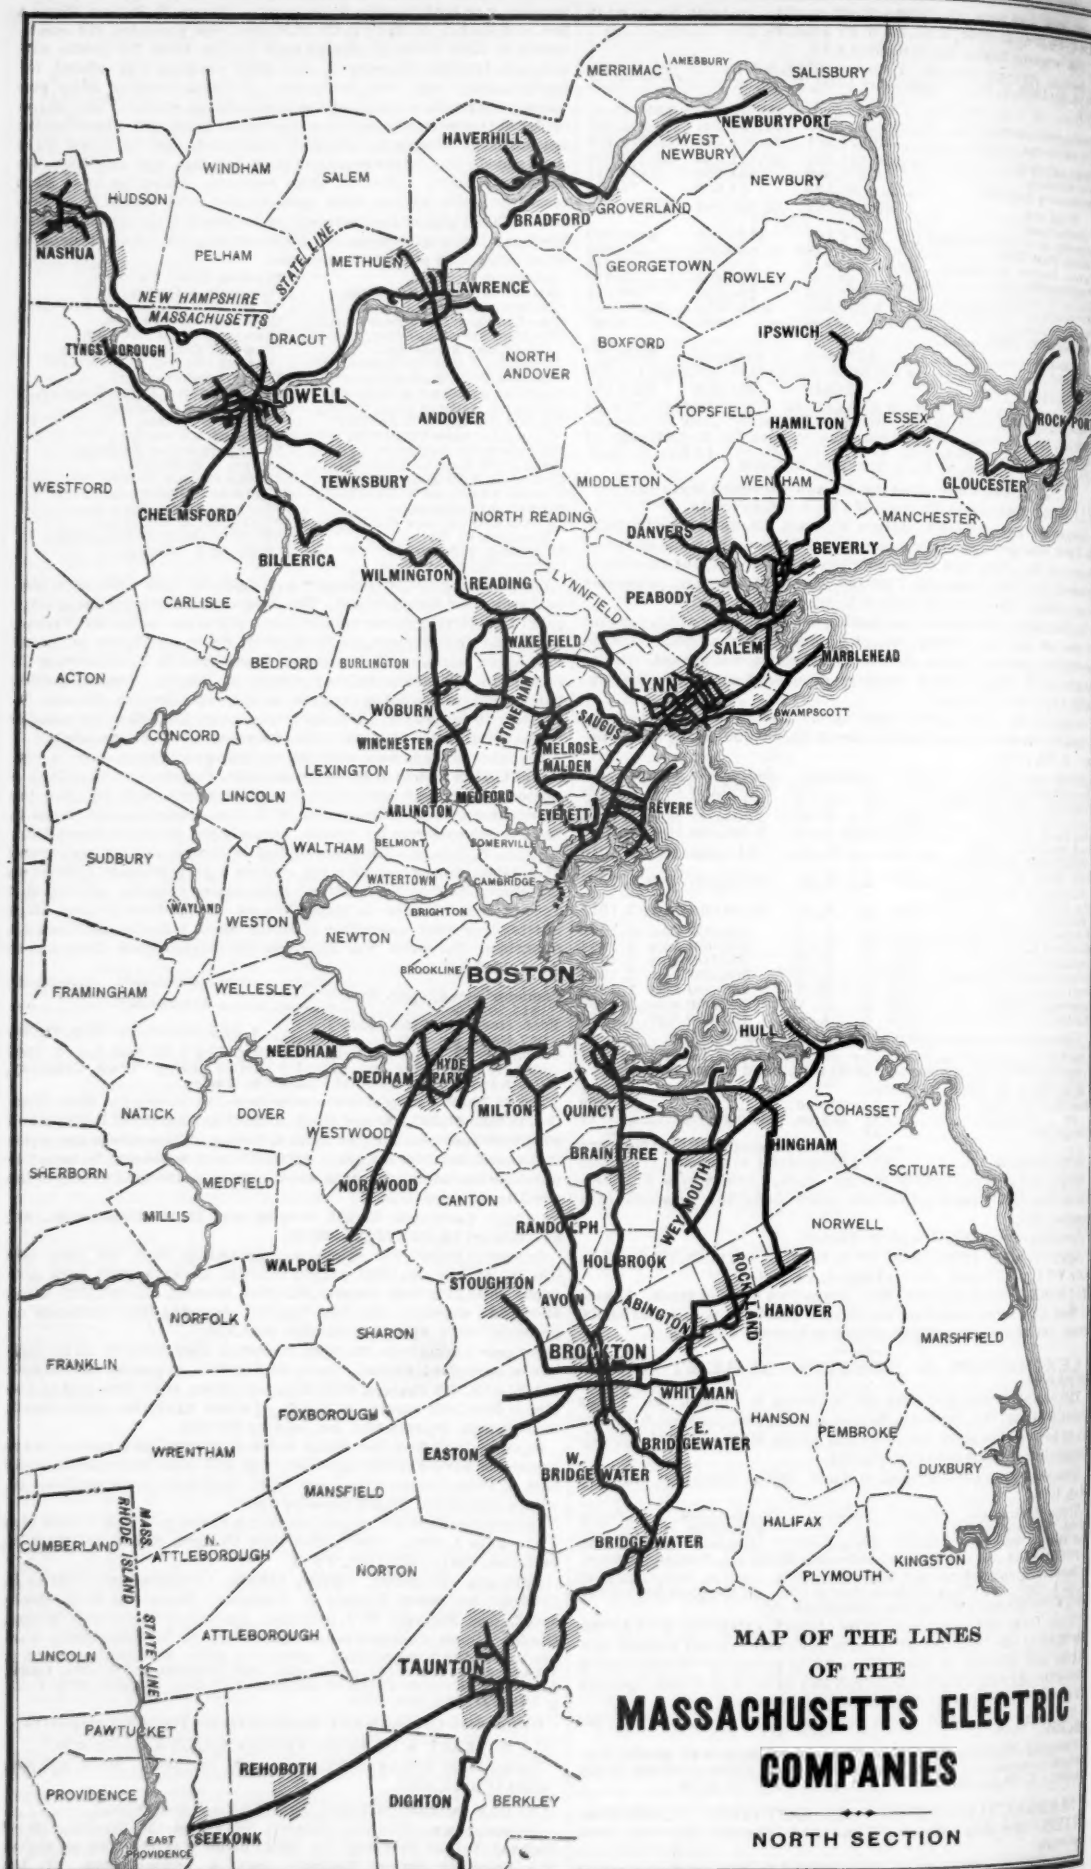 MERRIMAC
AMESBURY
SALISBURY
HAVERHILL
NEWBURYPORT
WEST
NEWBURY
WINDHAM
SALEM
HUDSON
NEWBURY
BRADFORD
GROVERLAND
NASHUA
PELHAM
STATE LINE
METHUEN
GEORGETOWN
ROWLEY
LAWRENCE
NEW HAMPSHIRE
MASSACHUSETTS
DRACUT
TYNGSBOROUGH
IPSWICH
BOXFORD
NORTH
ANDOVER
LOWELL
ANDOVER
TOPSFIELD
HAMILTON
ESSEX
ROCKPORT
WESTFORD
TEWKSBURY
MIDDLETON
WENHAM
GLOUCESTER
CHELMSFORD
NORTH READING
MANCHESTER
DANVERS
BEVERLY
BILLERICA
WILMINGTON
READING
LYNNFIELD
PEABODY
CARLISLE
WAKEFIELD
SALEM
MARBLEHEAD
BEDFORD
BURLINGTON
ACTON
LYNN
WOBURN
STONEHAM
SAUGUS
SWAMPSCOTT
CONCORD
WINCHESTER
MELROSE
MALDEN
LEXINGTON
LINCOLN
ARLINGTON
MEDFORD
EVERETT
REVERE
SUDBURY
WALTHAM
BELMONT
SOMERVILLE
WATERTOWN
CAMBRIDGE
WAYLAND
WESTON
BRIGHTON
NEWTON
BROOKLINE
BOSTON
FRAMINGHAM
WELLESLEY
HULL
NEEDHAM
DEDHAM
HYDE
PARK
MILTON
QUINCY
NATICK
DOVER
COHASSET
WESTWOOD
HINGHAM
BRAINTREE
SHERBORN
MEDFIELD
NORWOOD
CANTON
WEYMOUTH
SCITUATE
MILLIS
RANDOLPH
NORWELL
WALPOLE
HOLBROOK
STOUGHTON
AVON
ABINGTON
ROCKLAND
HANOVER
NORFOLK
SHARON
MARSHFIELD
FRANKLIN
BROCKTON
WHITMAN
FOXBOROUGH
HANSON
PEMBROKE
WRENTHAM
EASTON
E.
BRIDGEWATER
W.
BRIDGEWATER
DUXBURY
MANSFIELD
HALIFAX
MASS.
RHODE ISLAND
STATE LINE
CUMBERLAND
N.
ATTLEBOROUGH
BRIDGEWATER
KINGSTON
NORTON
PLYMOUTH
ATTLEBOROUGH
LINCOLN
TAUNTON
PAWTUCKET
REHOBOTH
PROVIDENCE
DIGHTON
BERKLEY
EAST
PROVIDENCE
SEEKONK
MAP OF THE LINES
OF THE
MASSACHUSETTS ELECTRIC
COMPANIES
NORTH SECTION